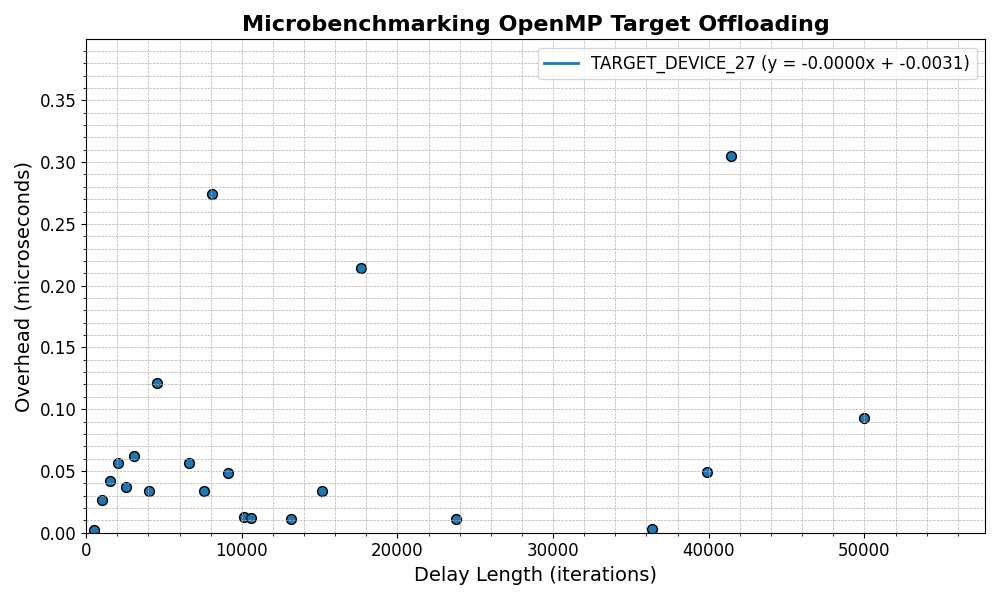 Microbenchmarking OpenMP Target Offloading
TARGET_DEVICE_27 (y = -0.0000x + -0.0031)
Overhead (microseconds)
0.35
0.30
0.25
0.20
0.15
0.10
0.05
0.00
0 10000 20000 30000 40000 50000
Delay Length (iterations)